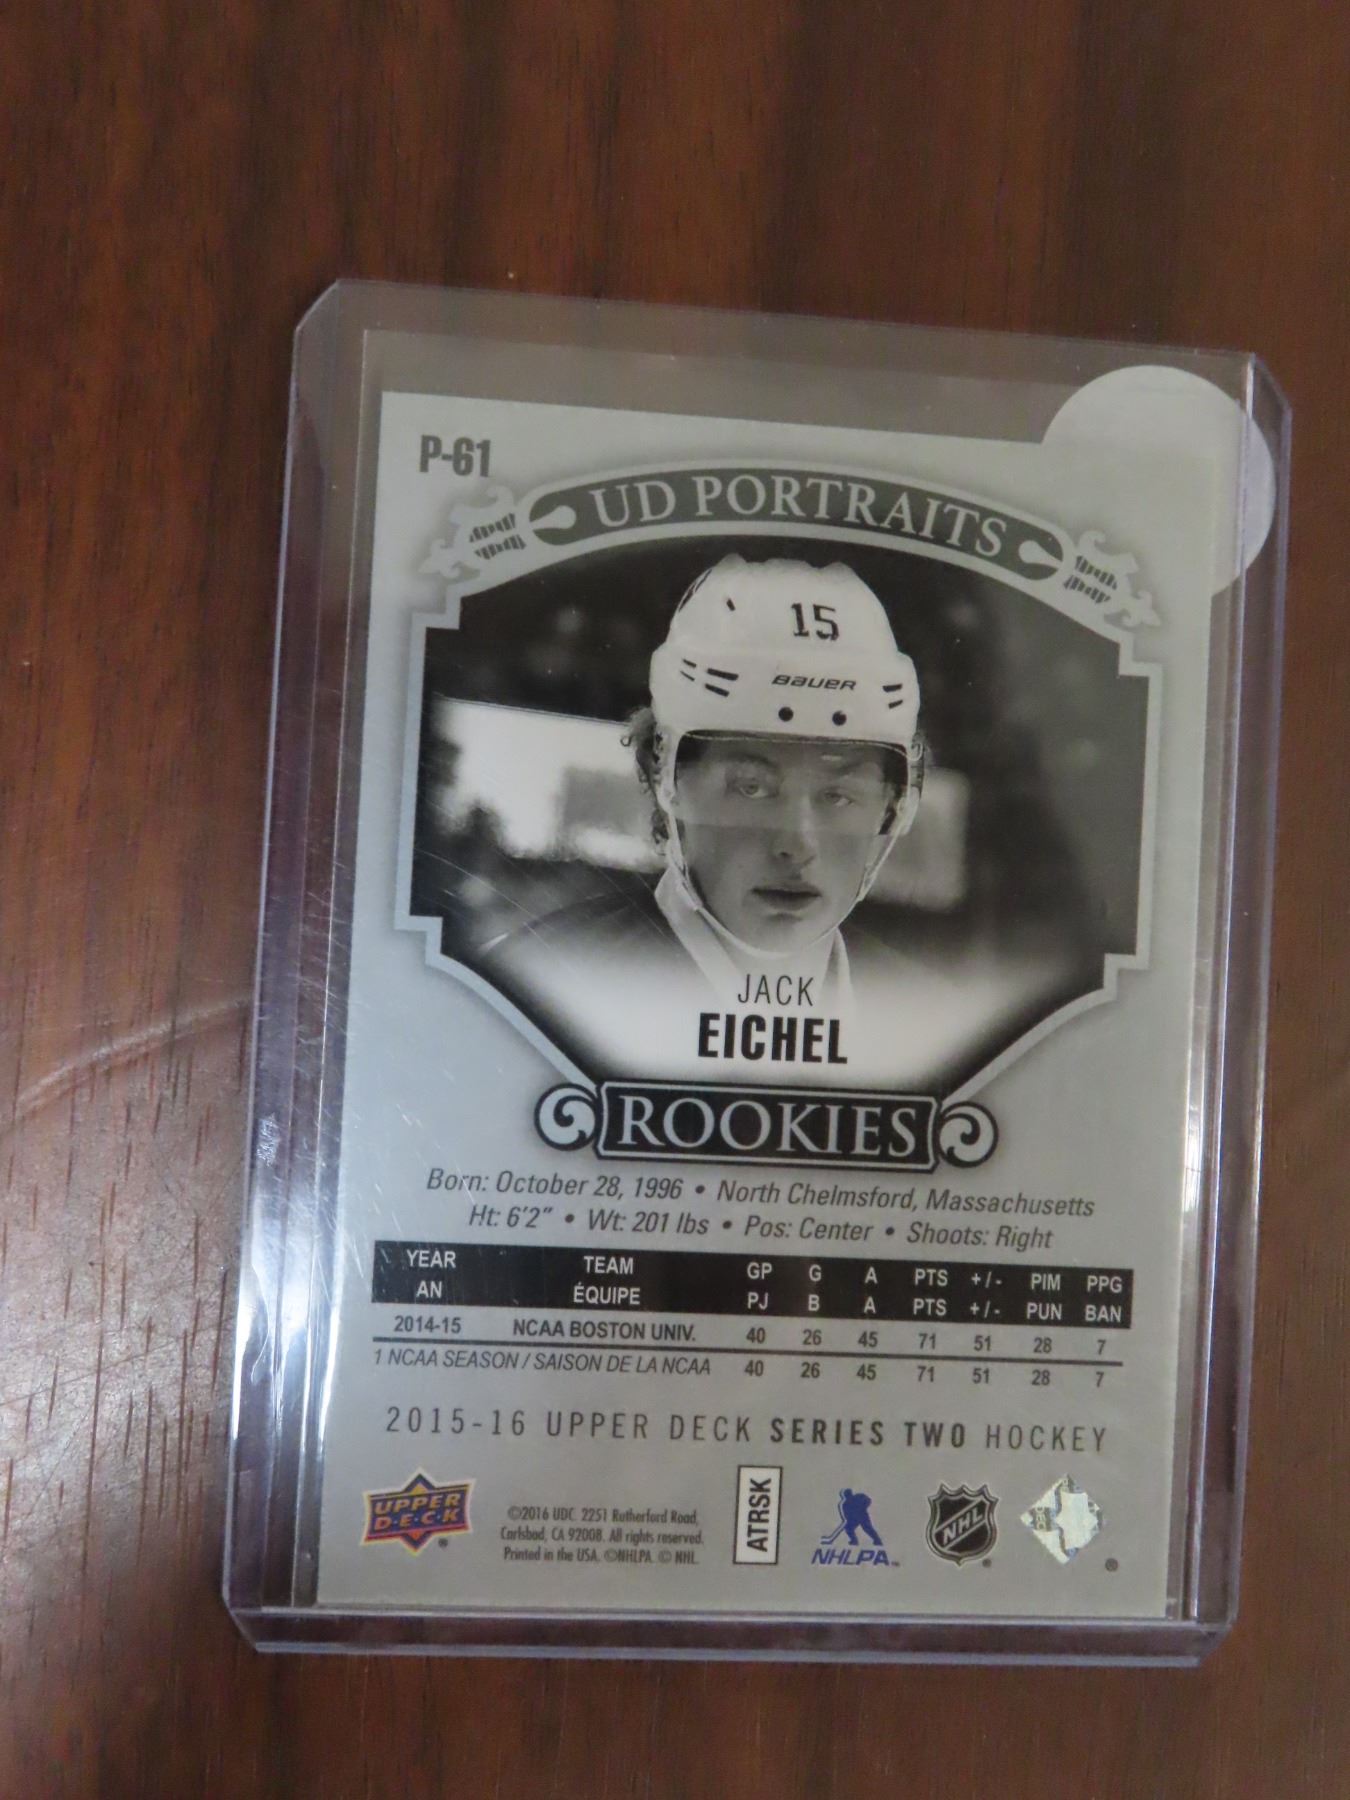 P-61
UD PORTRAITS
15
BAUER
JACK
EICHEL
ROOKIES
Born: October 28, 1996 • North Chelmsford, Massachusetts
Ht: 6'2" • Wt: 201 lbs • Pos: Center • Shoots: Right
YEAR TEAM GP G A PTS +/- PIM PPG
AN ÉQUIPE PJ B A PTS +/- PUN BAN
2014-15 NCAA BOSTON UNIV. 40 26 45 71 51 28 7
1 NCAA SEASON / SAISON DE LA NCAA 40 26 45 71 51 28 7
2015-16 UPPER DECK SERIES TWO HOCKEY
UPPER
D•E•C•K
®
©2016 UDC. 2251 Rutherford Road,
Carlsbad, CA 92008. All rights reserved.
Printed in the USA. ©NHLPA. © NHL.
ATRSK
NHLPA™
NHL
®
®